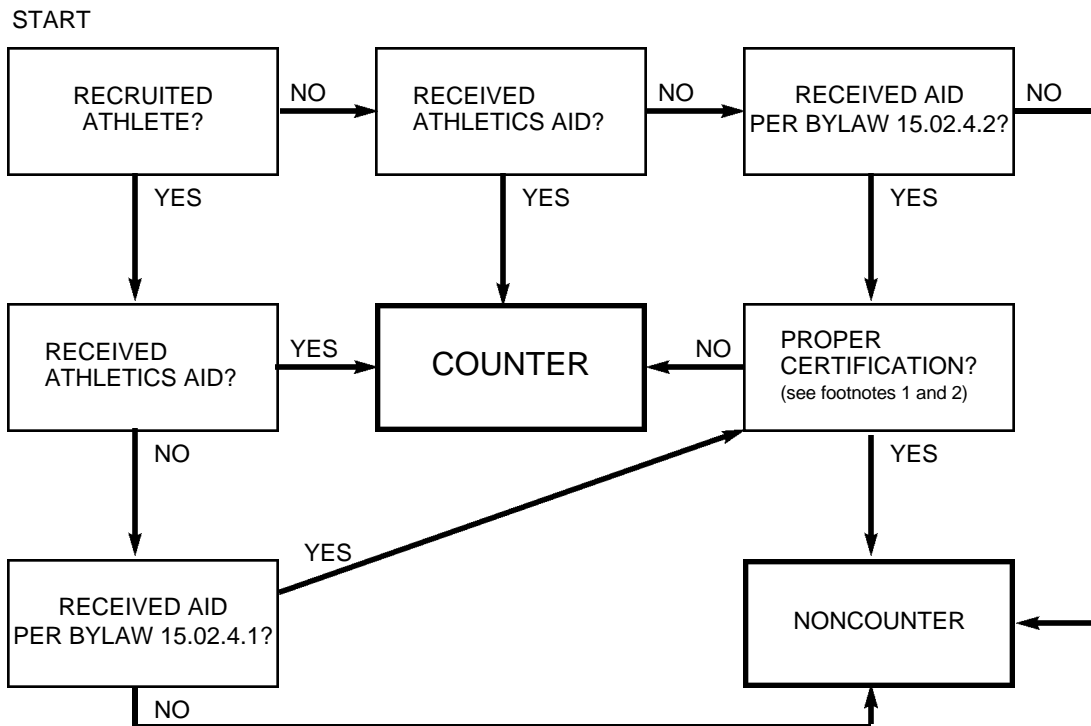 START
RECRUITED
ATHLETE?
NO
RECEIVED
ATHLETICS AID?
NO
RECEIVED AID
PER BYLAW 15.02.4.2?
NO
YES
YES
YES
RECEIVED
ATHLETICS AID?
YES
COUNTER
NO
PROPER
CERTIFICATION?
(see footnotes 1 and 2)
NO
YES
YES
RECEIVED AID
PER BYLAW 15.02.4.1?
NONCOUNTER
NO